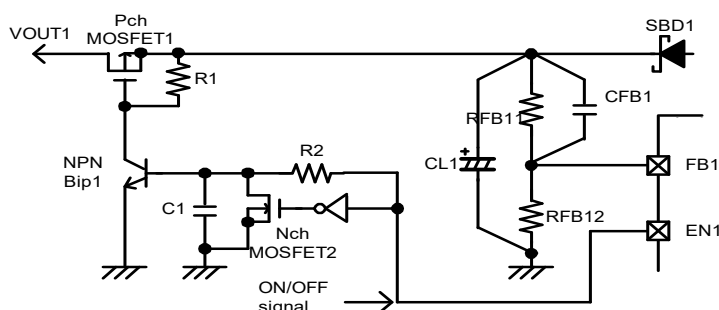 VOUT1
Pch
MOSFET1
R1
SBD1
RFB11
CFB1
CL1
+
FB1
NPN
Bip1
R2
C1
Nch
MOSFET2
RFB12
EN1
ON/OFF
signal